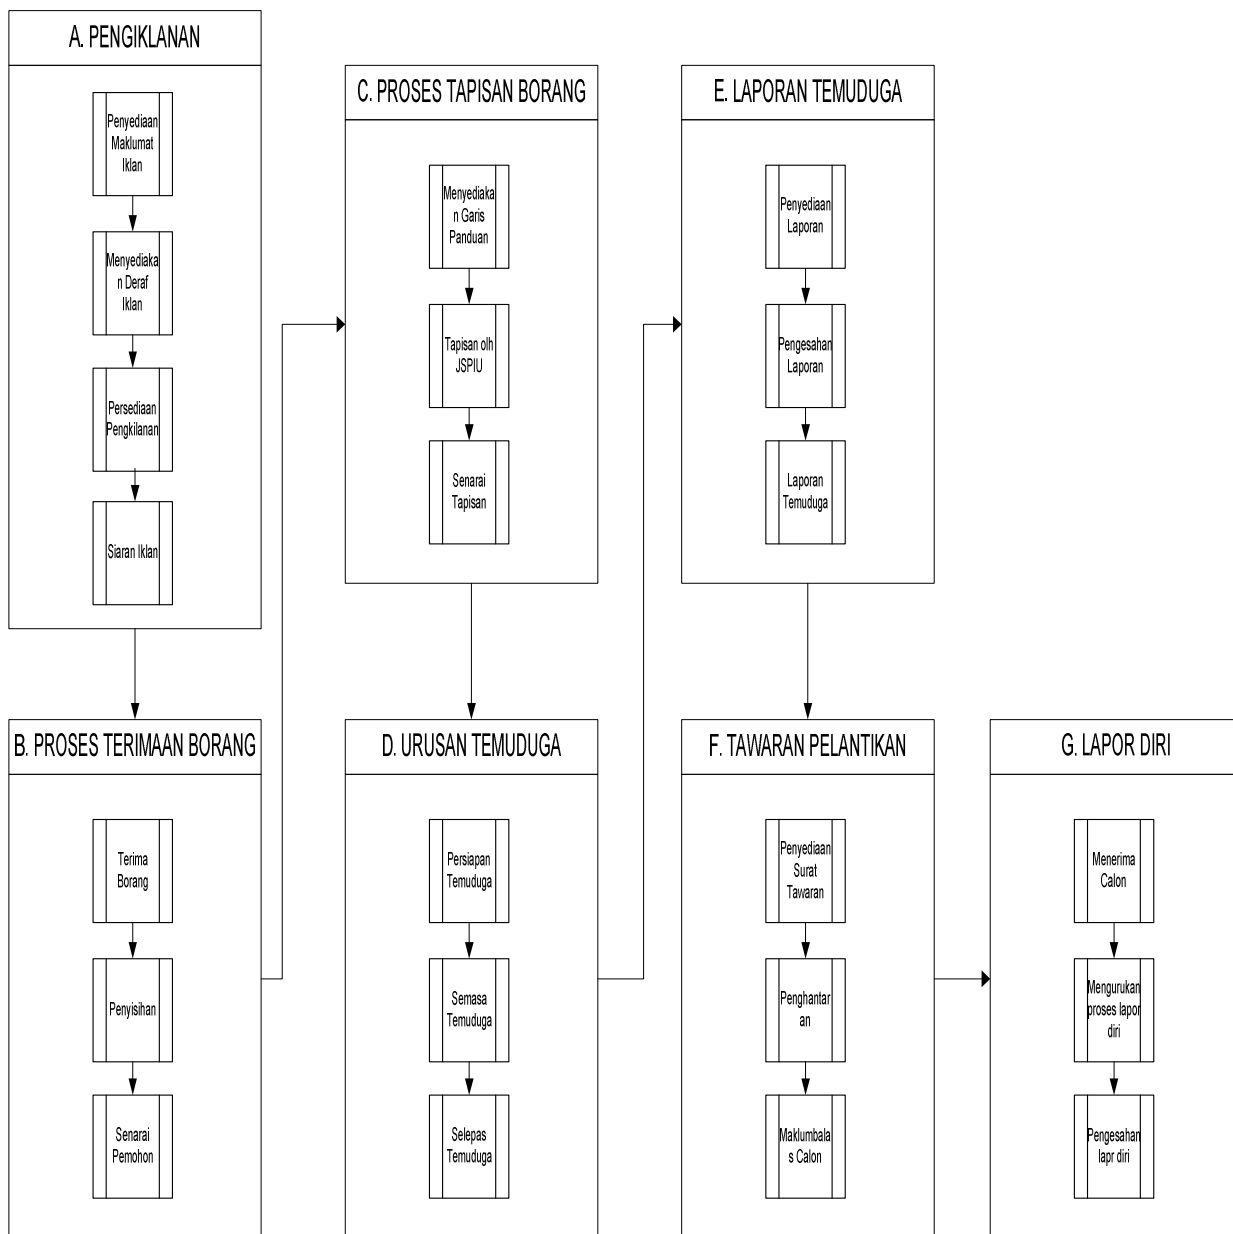 A. PENGIKLANAN
Penyediaan
Maklumat
Iklan
Menyediaka
n Deraf
Iklan
Persediaan
Pengkilanan
Siaran Iklan
B. PROSES TERIMAAN BORANG
Terima
Borang
Penyisihan
Senarai
Pemohon
C. PROSES TAPISAN BORANG
Menyediaka
n Garis
Panduan
Tapisan olh
JSPIU
Senarai
Tapisan
D. URUSAN TEMUDUGA
Persiapan
Temuduga
Semasa
Temuduga
Selepas
Temuduga
E. LAPORAN TEMUDUGA
Penyediaan
Laporan
Pengesahan
Laporan
Laporan
Temuduga
F. TAWARAN PELANTIKAN
Penyediaan
Surat
Tawaran
Penghantar
an
Maklumbala
s Calon
G. LAPOR DIRI
Menerima
Calon
Mengurukan
proses lapor
diri
Pengesahan
lapr diri